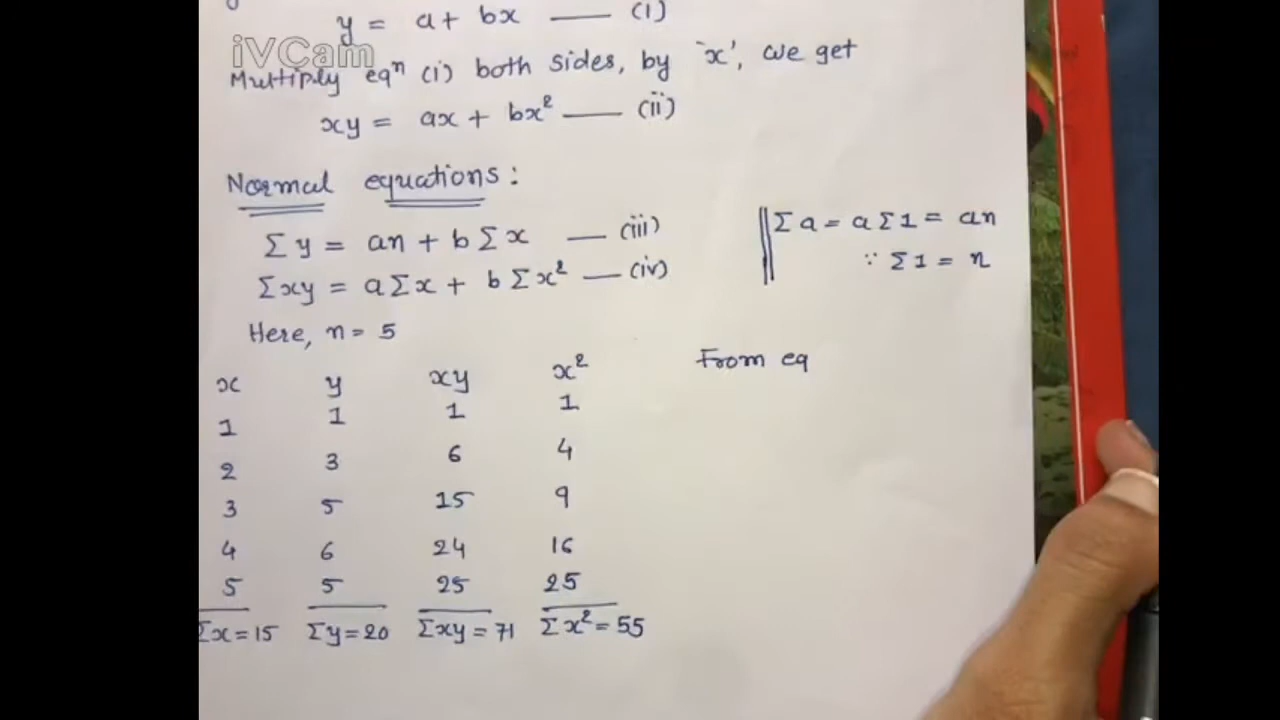 y = a + bx —— (i)
iVCam
Multiply eqⁿ (i) both sides, by 'x', we get
xy = ax + bx² —— (ii)
Normal equations :
Σy = an + bΣx — (iii)
Σxy = aΣx + bΣx² — (iv)
Σa = aΣ1 = an
∵ Σ1 = n
Here, n = 5
x y xy x²
1 1 1 1
2 3 6 4
3 5 15 9
4 6 24 16
5 5 25 25
Σx = 15 Σy = 20 Σxy = 71 Σx² = 55
From eq